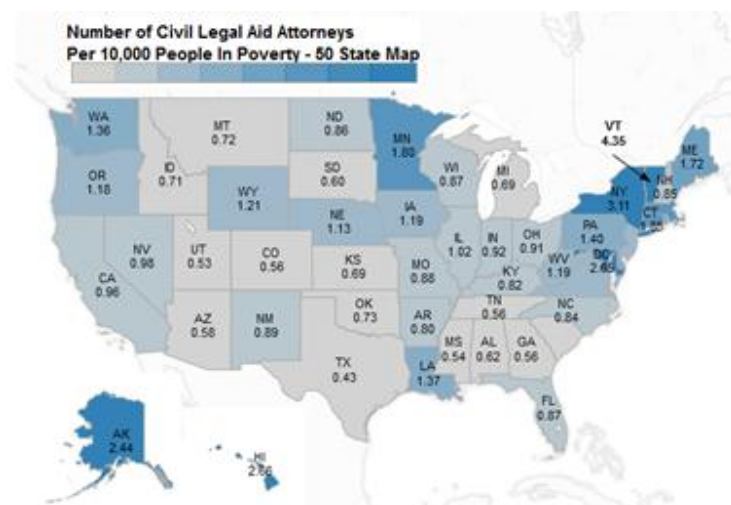 Number of Civil Legal Aid Attorneys
Per 10,000 People In Poverty - 50 State Map
WA
1.36
MT
0.72
ND
0.86
MN
1.80
VT
4.35
ME
1.72
OR
1.18
ID
0.71
SD
0.60
WI
0.87
MI
0.69
NY
3.11
NH
0.85
WY
1.21
IA
1.19
NE
1.13
PA
1.40
CT
NV
0.98
UT
0.53
CO
0.56
KS
0.69
MO
0.88
IL
1.02
IN
0.92
OH
0.91
WV
1.19
DC
CA
0.96
KY
0.82
AZ
0.58
NM
0.89
OK
0.73
AR
0.80
TN
0.56
NC
0.84
TX
0.43
LA
1.37
MS
0.54
AL
0.62
GA
0.56
FL
0.87
AK
2.44
HI